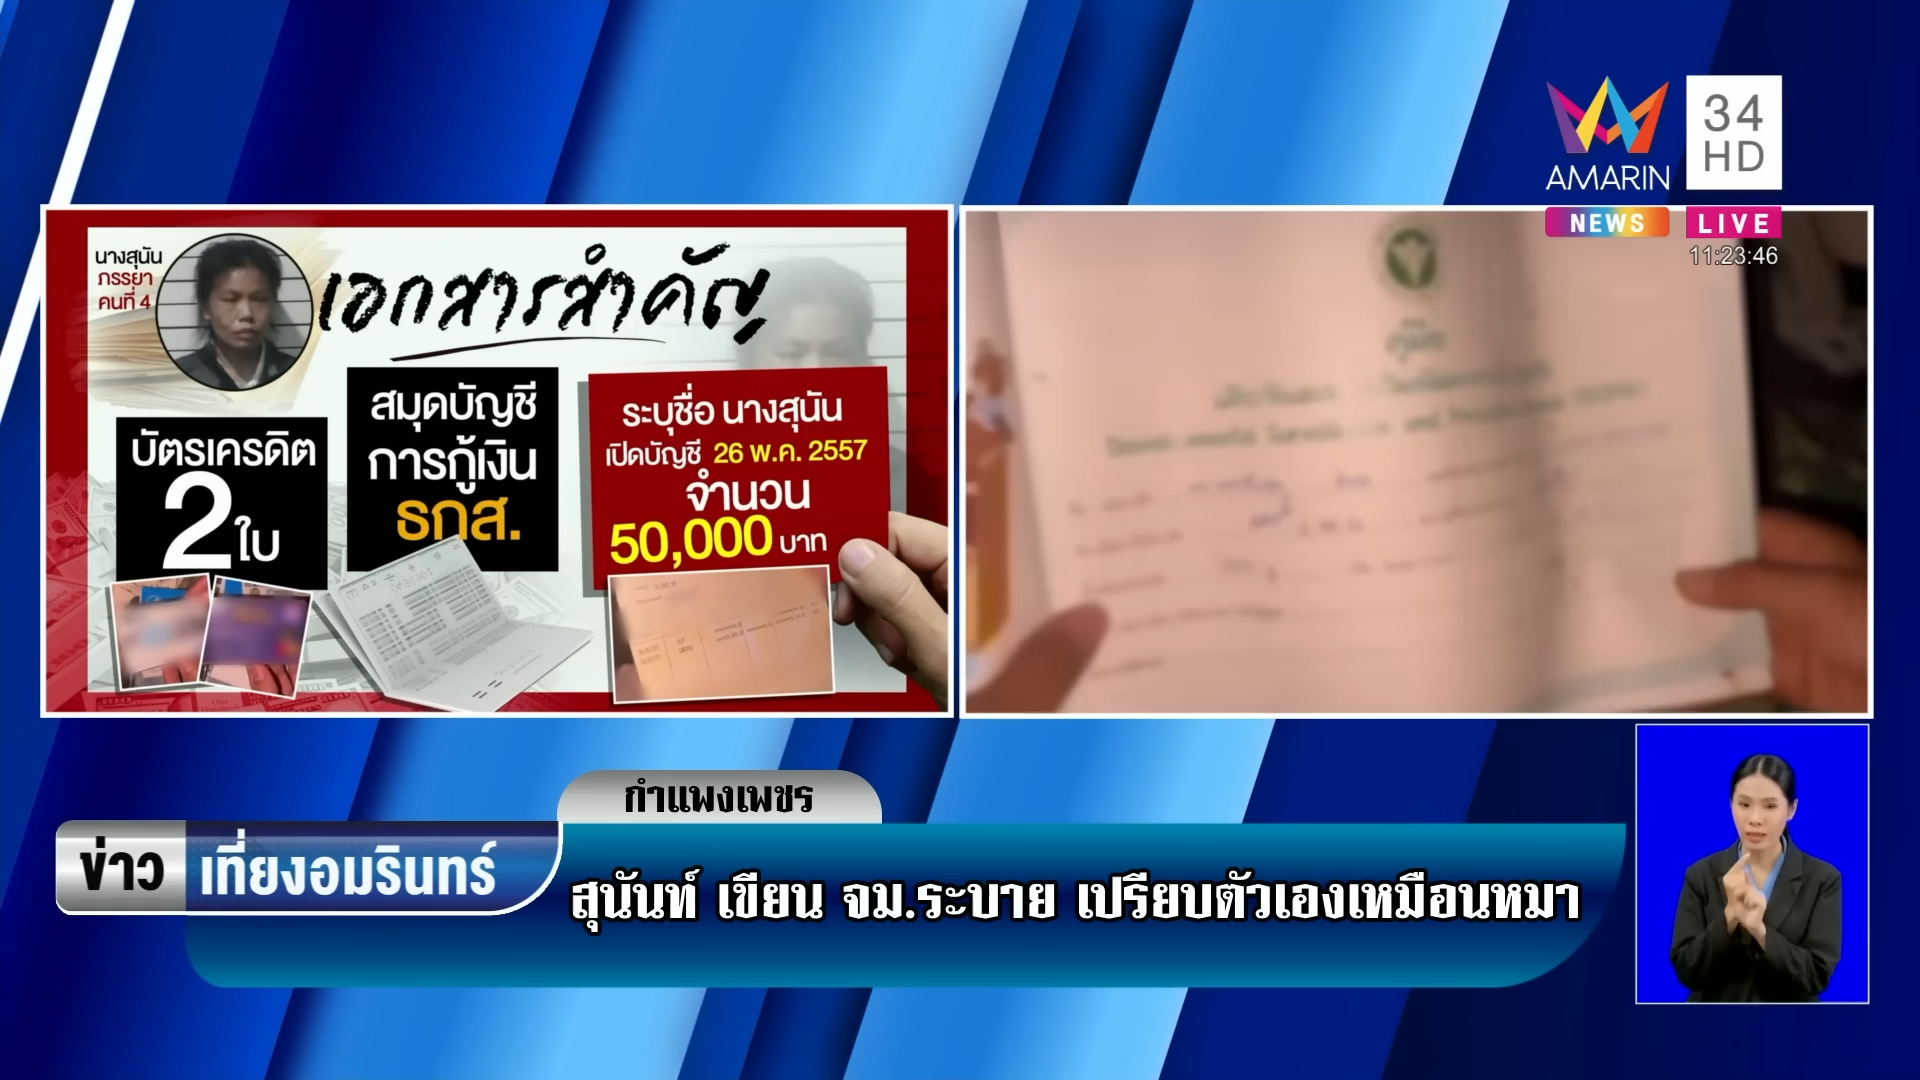 AMARIN
34
HD
NEWS
LIVE
11:23:46
นางสุนัน
ภรรยา
คนที่ 4
เอกสารสำคัญ
บัตรเครดิต
2 ใบ
สมุดบัญชี
การกู้เงิน
ธกส.
ระบุชื่อ นางสุนัน
เปิดบัญชี 26 พ.ค. 2557
จำนวน
50,000 บาท
กำแพงเพชร
ข่าว เที่ยงอมรินทร์
สุนันท์ เขียน จม.ระบาย เปรียบตัวเองเหมือนหมา